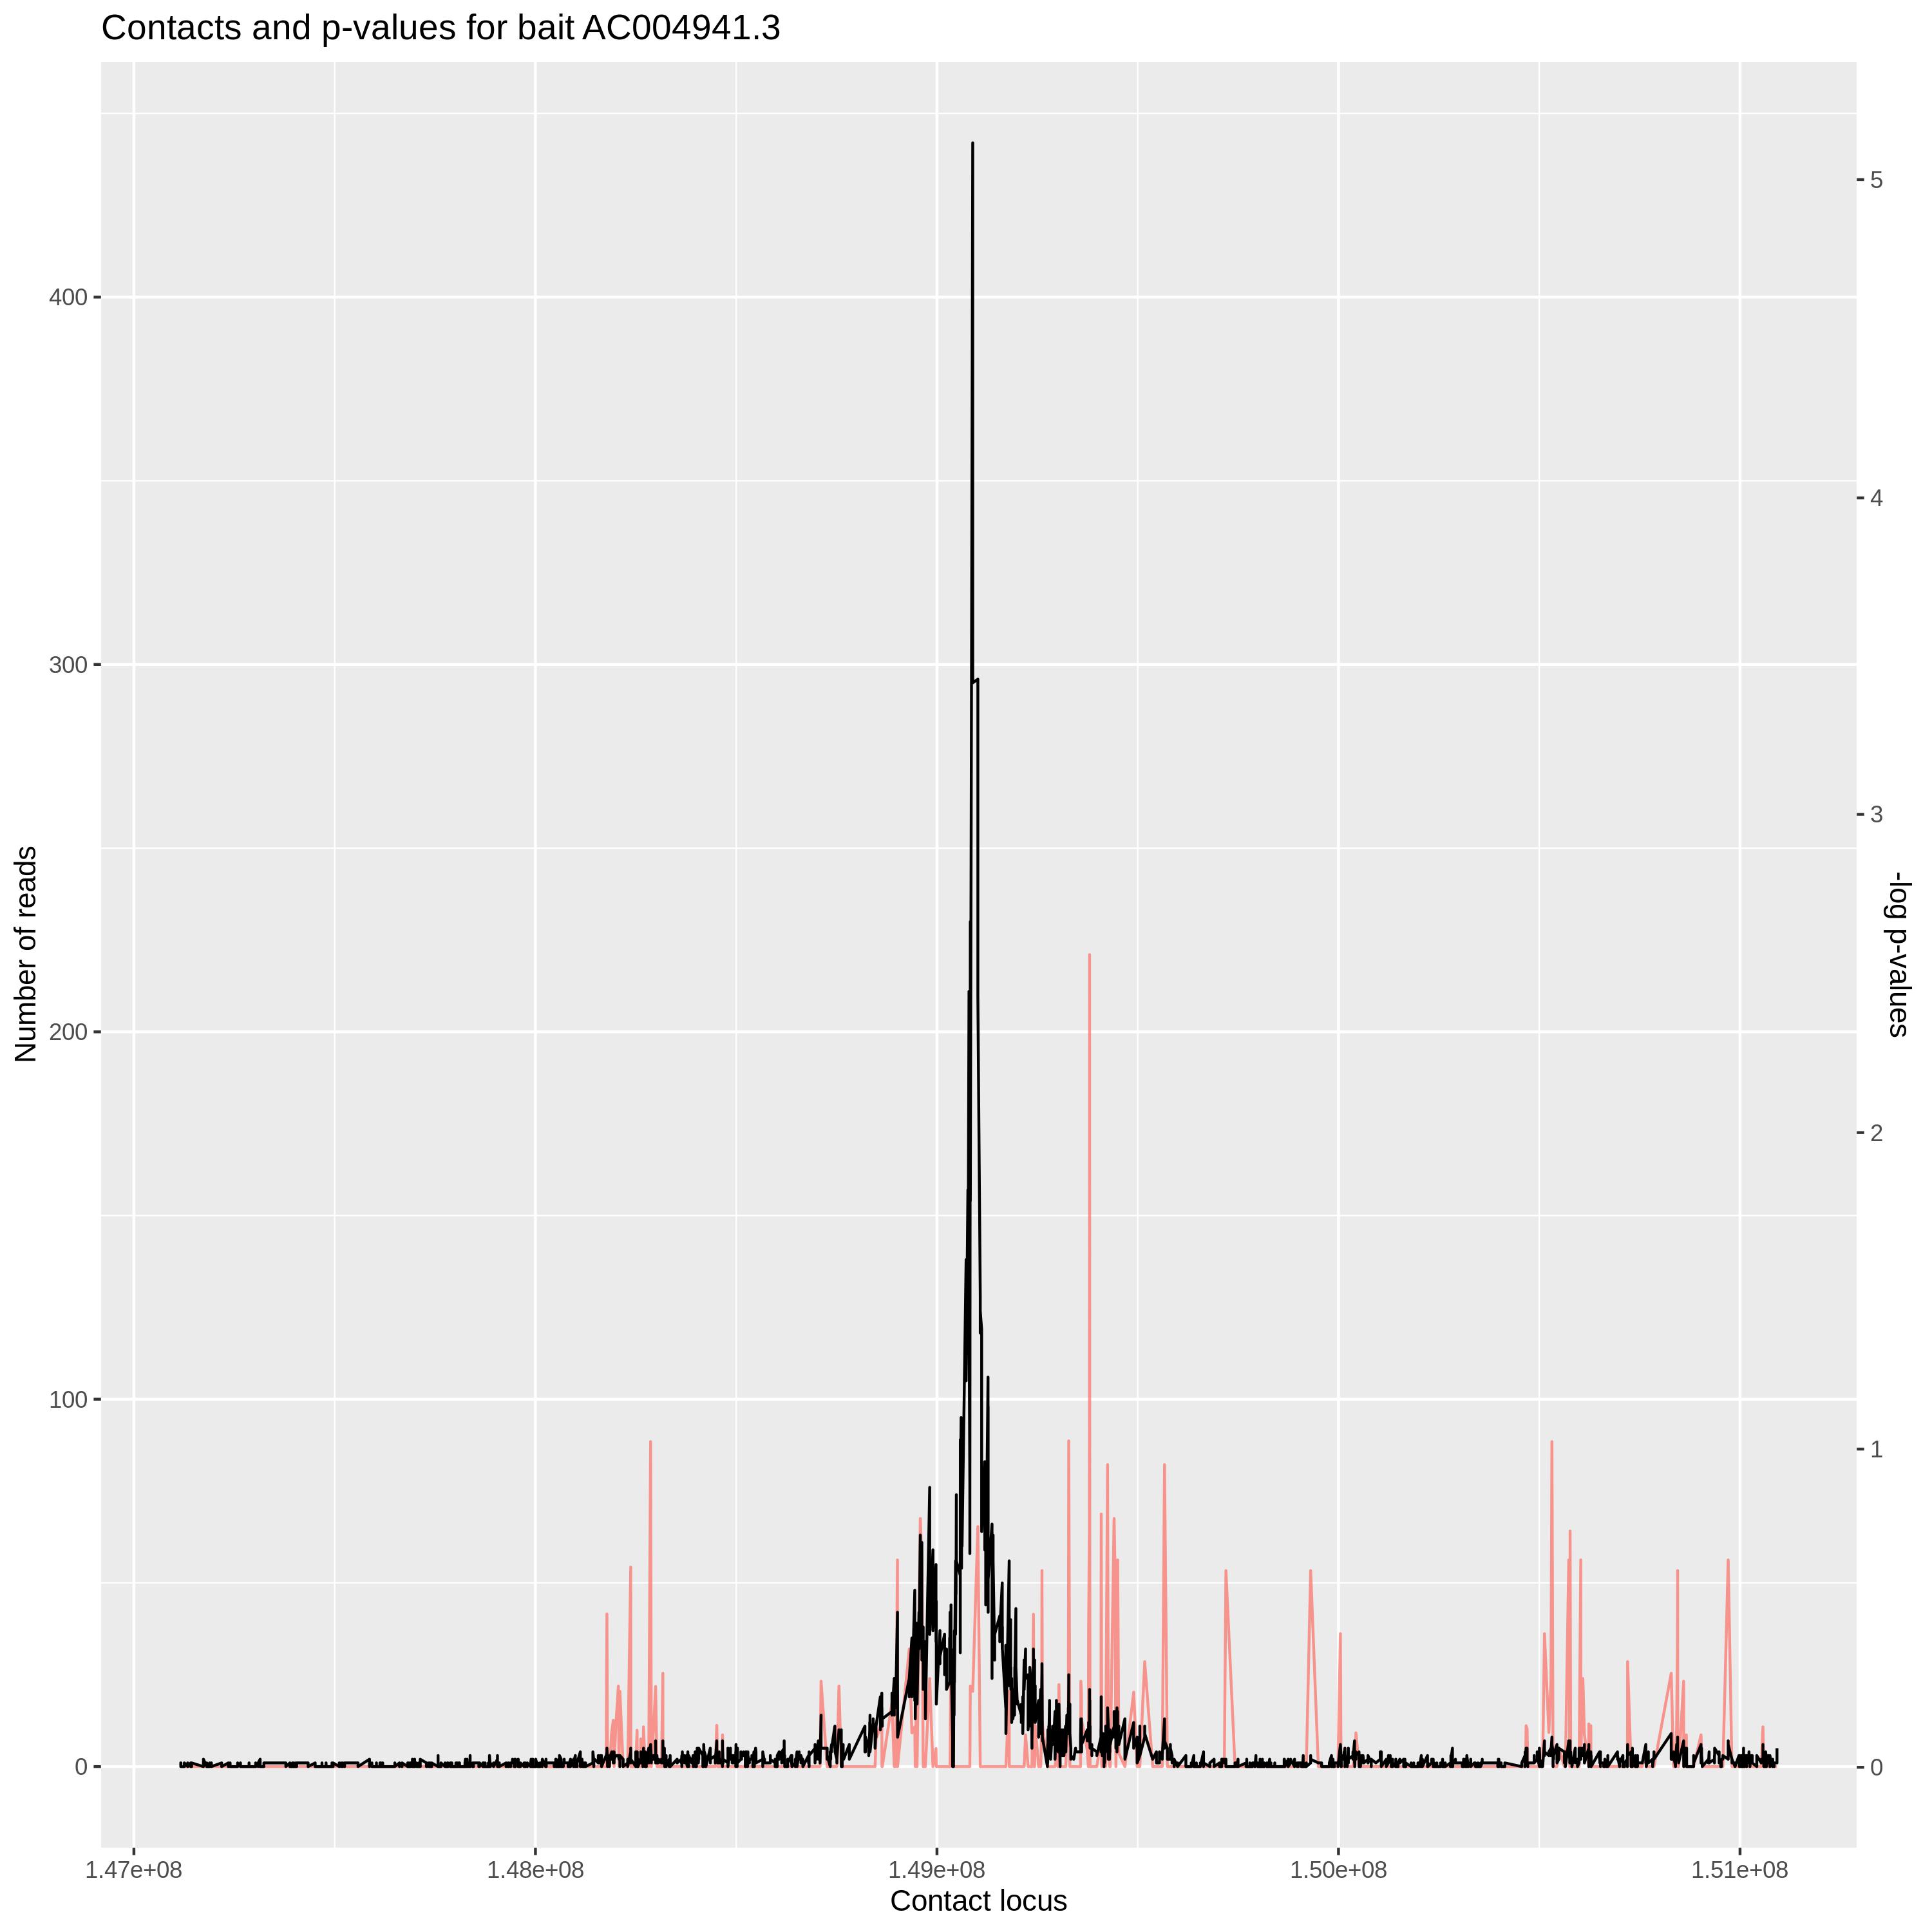 Contacts and p-values for bait AC004941.3
Number of reads
400
300
200
100
0
5
4
3
2
1
0
-log p-values
1.47e+08 1.48e+08 1.49e+08 1.50e+08 1.51e+08
Contact locus